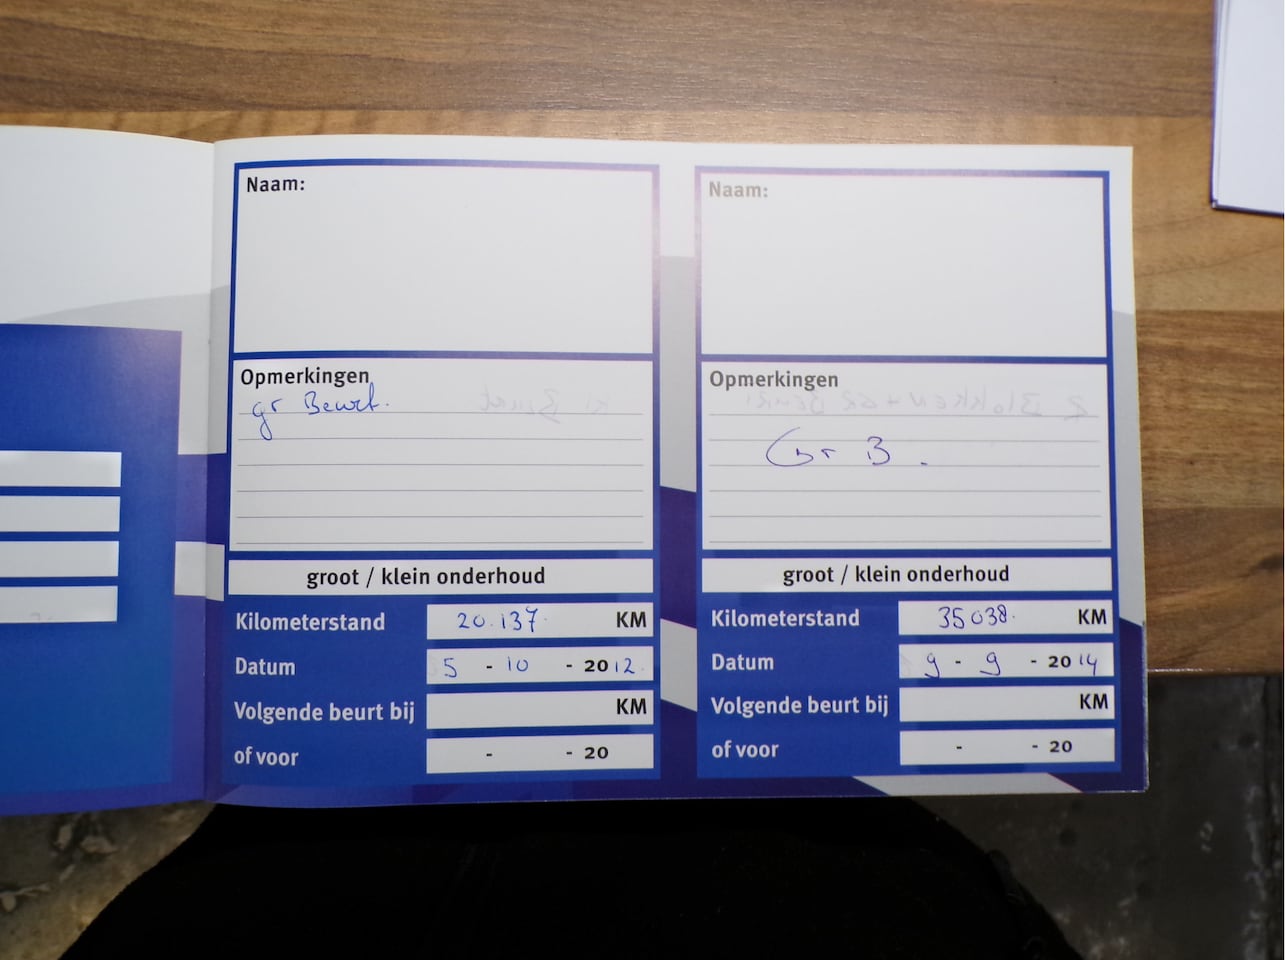 Naam:
Opmerkingen
gr Beurt.
groot / klein onderhoud
Kilometerstand 20.137 KM
Datum 5 - 10 - 2012
Volgende beurt bij KM
of voor - - 20
Naam:
Opmerkingen
Gr B.
groot / klein onderhoud
Kilometerstand 35038. KM
Datum 9 - 9 - 2014
Volgende beurt bij KM
of voor - - 20